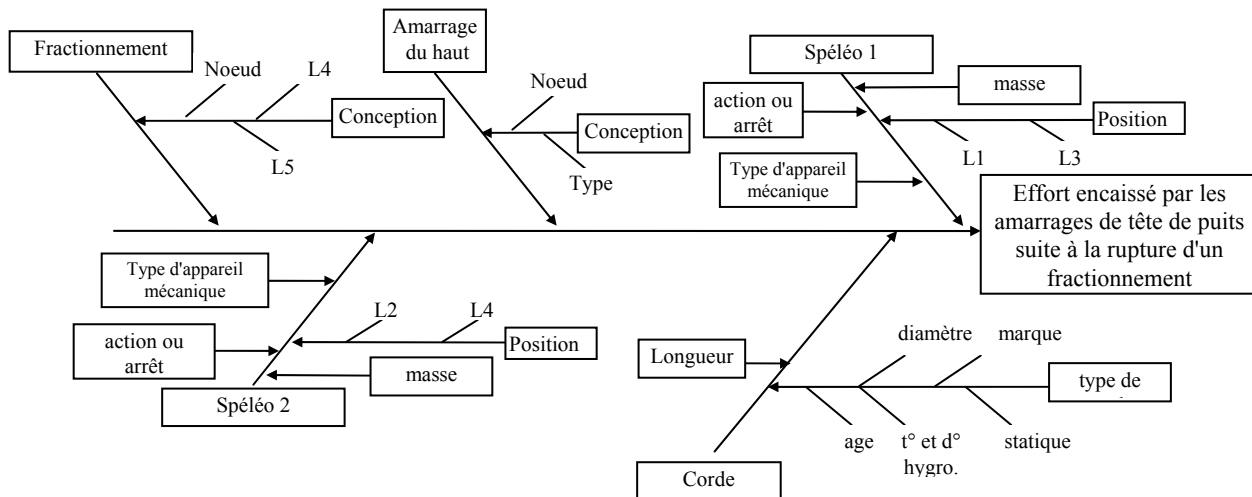 Fractionnement
Noeud
L4
Conception
L5
Amarrage
du haut
Noeud
Conception
Type
Spéléo 1
masse
action ou
arrêt
Position
L1
L3
Type d'appareil
mécanique
Effort encaissé par les
amarrages de tête de puits
suite à la rupture d'un
fractionnement
Type d'appareil
mécanique
L2
L4
action ou
arrêt
Position
masse
Spéléo 2
Longueur
diamètre
marque
type de
age
t° et d°
hygro.
statique
Corde